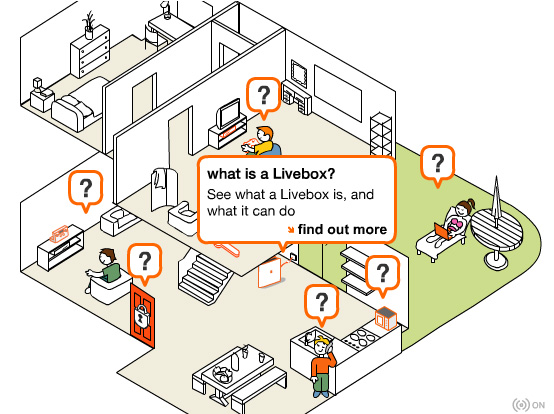 ?
?
?
what is a Livebox?
See what a Livebox is, and
what it can do
find out more
?
?
?
ON